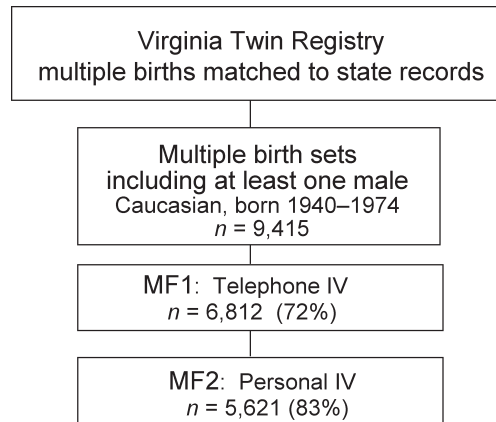 Virginia Twin Registry
multiple births matched to state records
Multiple birth sets
including at least one male
Caucasian, born 1940–1974
n = 9,415
MF1: Telephone IV
n = 6,812 (72%)
MF2: Personal IV
n = 5,621 (83%)